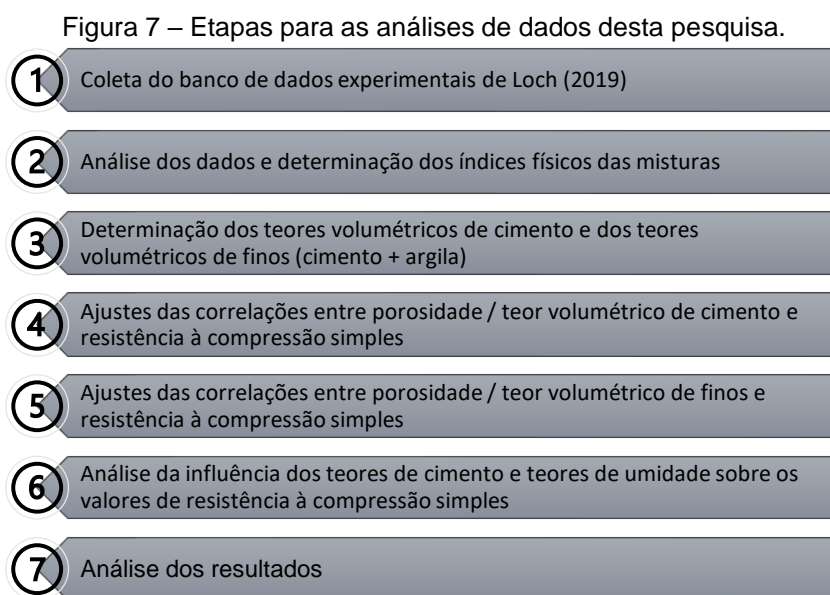 Figura 7 – Etapas para as análises de dados desta pesquisa.
1 Coleta do banco de dados experimentais de Loch (2019)
2 Análise dos dados e determinação dos índices físicos das misturas
3 Determinação dos teores volumétricos de cimento e dos teores
volumétricos de finos (cimento + argila)
4 Ajustes das correlações entre porosidade / teor volumétrico de cimento e
resistência à compressão simples
5 Ajustes das correlações entre porosidade / teor volumétrico de finos e
resistência à compressão simples
6 Análise da influência dos teores de cimento e teores de umidade sobre os
valores de resistência à compressão simples
7 Análise dos resultados